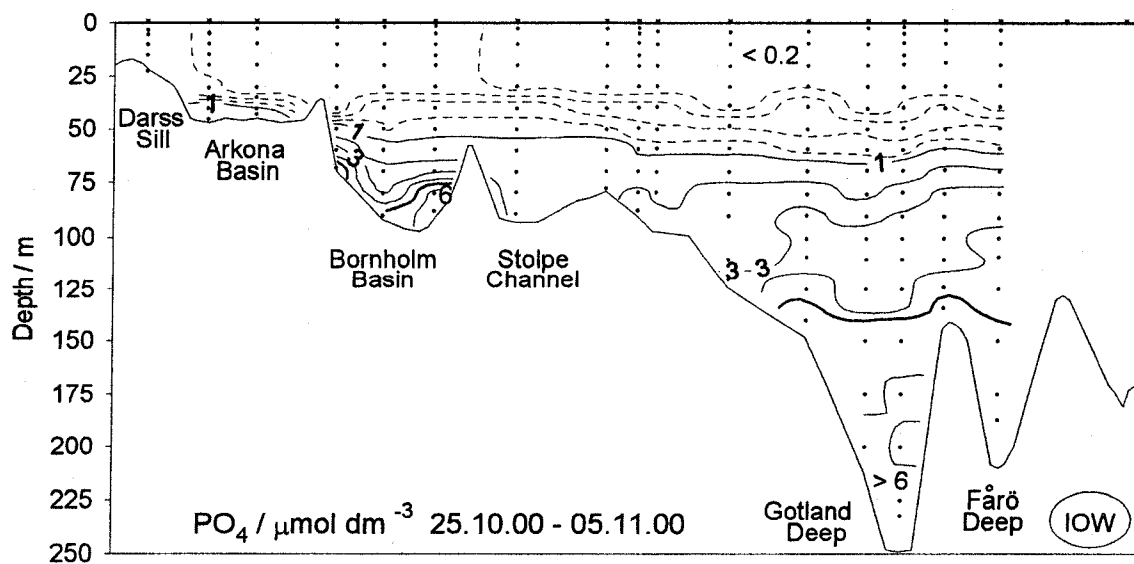 0
25
50
75
100
125
150
175
200
225
250
Depth / m
Darss
Sill
Arkona
Basin
Bornholm
Basin
Stolpe
Channel
Gotland
Deep
Fårö
Deep
< 0.2
1
1
3
6
1
3 - 3
> 6
PO₄ / μmol dm ⁻³ 25.10.00 - 05.11.00
IOW